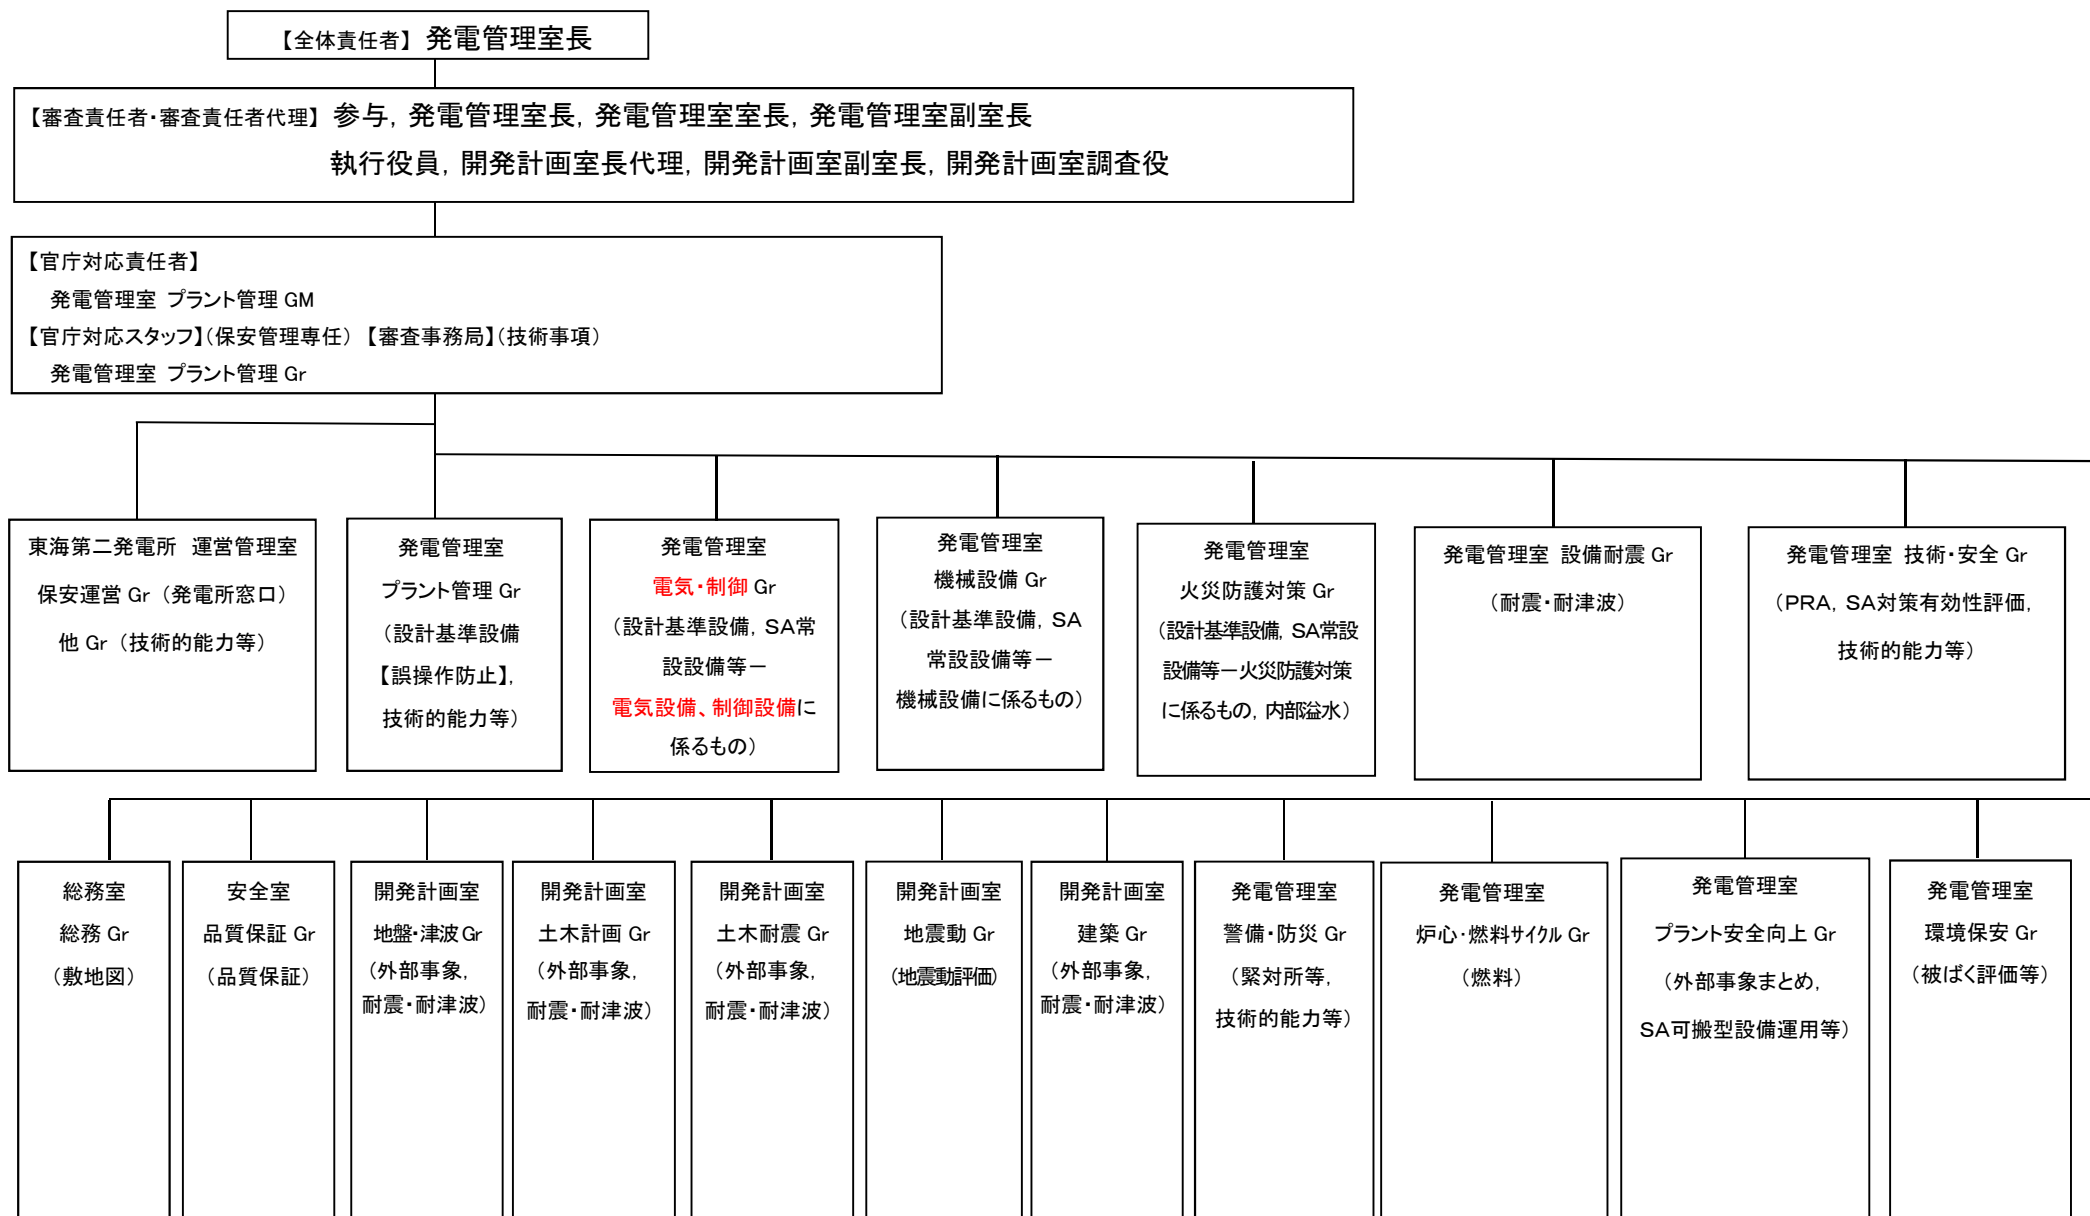 【全体責任者】 発電管理室長
【審査責任者・審査責任者代理】 参与，発電管理室長，発電管理室室長，発電管理室副室長
執行役員，開発計画室長代理，開発計画室副室長，開発計画室調査役
【官庁対応責任者】
発電管理室 プラント管理 GM
【官庁対応スタッフ】（保安管理専任） 【審査事務局】（技術事項）
発電管理室 プラント管理 Gr
東海第二発電所 運営管理室
保安運営 Gr（発電所窓口）
他 Gr（技術的能力等）
発電管理室
プラント管理 Gr
（設計基準設備
【誤操作防止】，
技術的能力等）
発電管理室
電気・制御 Gr
（設計基準設備，SA常
設設備等－
電気設備、制御設備に
係るもの）
発電管理室
機械設備 Gr
（設計基準設備，SA
常設設備等－
機械設備に係るもの）
発電管理室
火災防護対策 Gr
（設計基準設備，SA常設
設備等－火災防護対策
に係るもの，内部溢水）
発電管理室 設備耐震 Gr
（耐震・耐津波）
発電管理室 技術・安全 Gr
（PRA，SA対策有効性評価，
技術的能力等）
総務室
総務 Gr
（敷地図）
安全室
品質保証 Gr
（品質保証）
開発計画室
地盤・津波 Gr
（外部事象，
耐震・耐津波）
開発計画室
土木計画 Gr
（外部事象，
耐震・耐津波）
開発計画室
土木耐震 Gr
（外部事象，
耐震・耐津波）
開発計画室
地震動 Gr
（地震動評価）
開発計画室
建築 Gr
（外部事象，
耐震・耐津波）
発電管理室
警備・防災 Gr
（緊対所等，
技術的能力等）
発電管理室
炉心・燃料サイクル Gr
（燃料）
発電管理室
プラント安全向上 Gr
（外部事象まとめ，
SA可搬型設備運用等）
発電管理室
環境保安 Gr
（被ばく評価等）